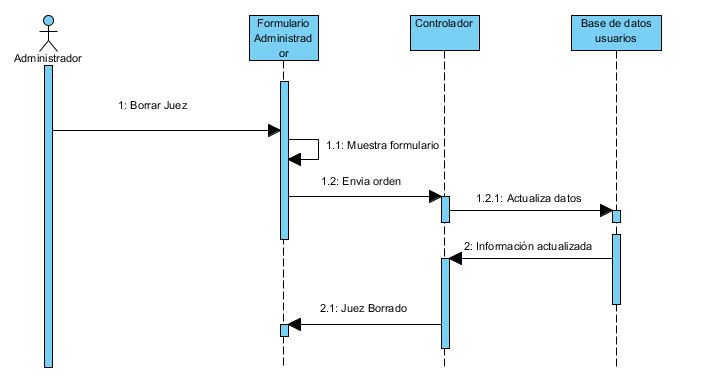 Administrador
Formulario
Administrad
or
Controlador
Base de datos
usuarios
1: Borrar Juez
1.1: Muestra formulario
1.2: Envia orden
1.2.1: Actualiza datos
2: Información actualizada
2.1: Juez Borrado